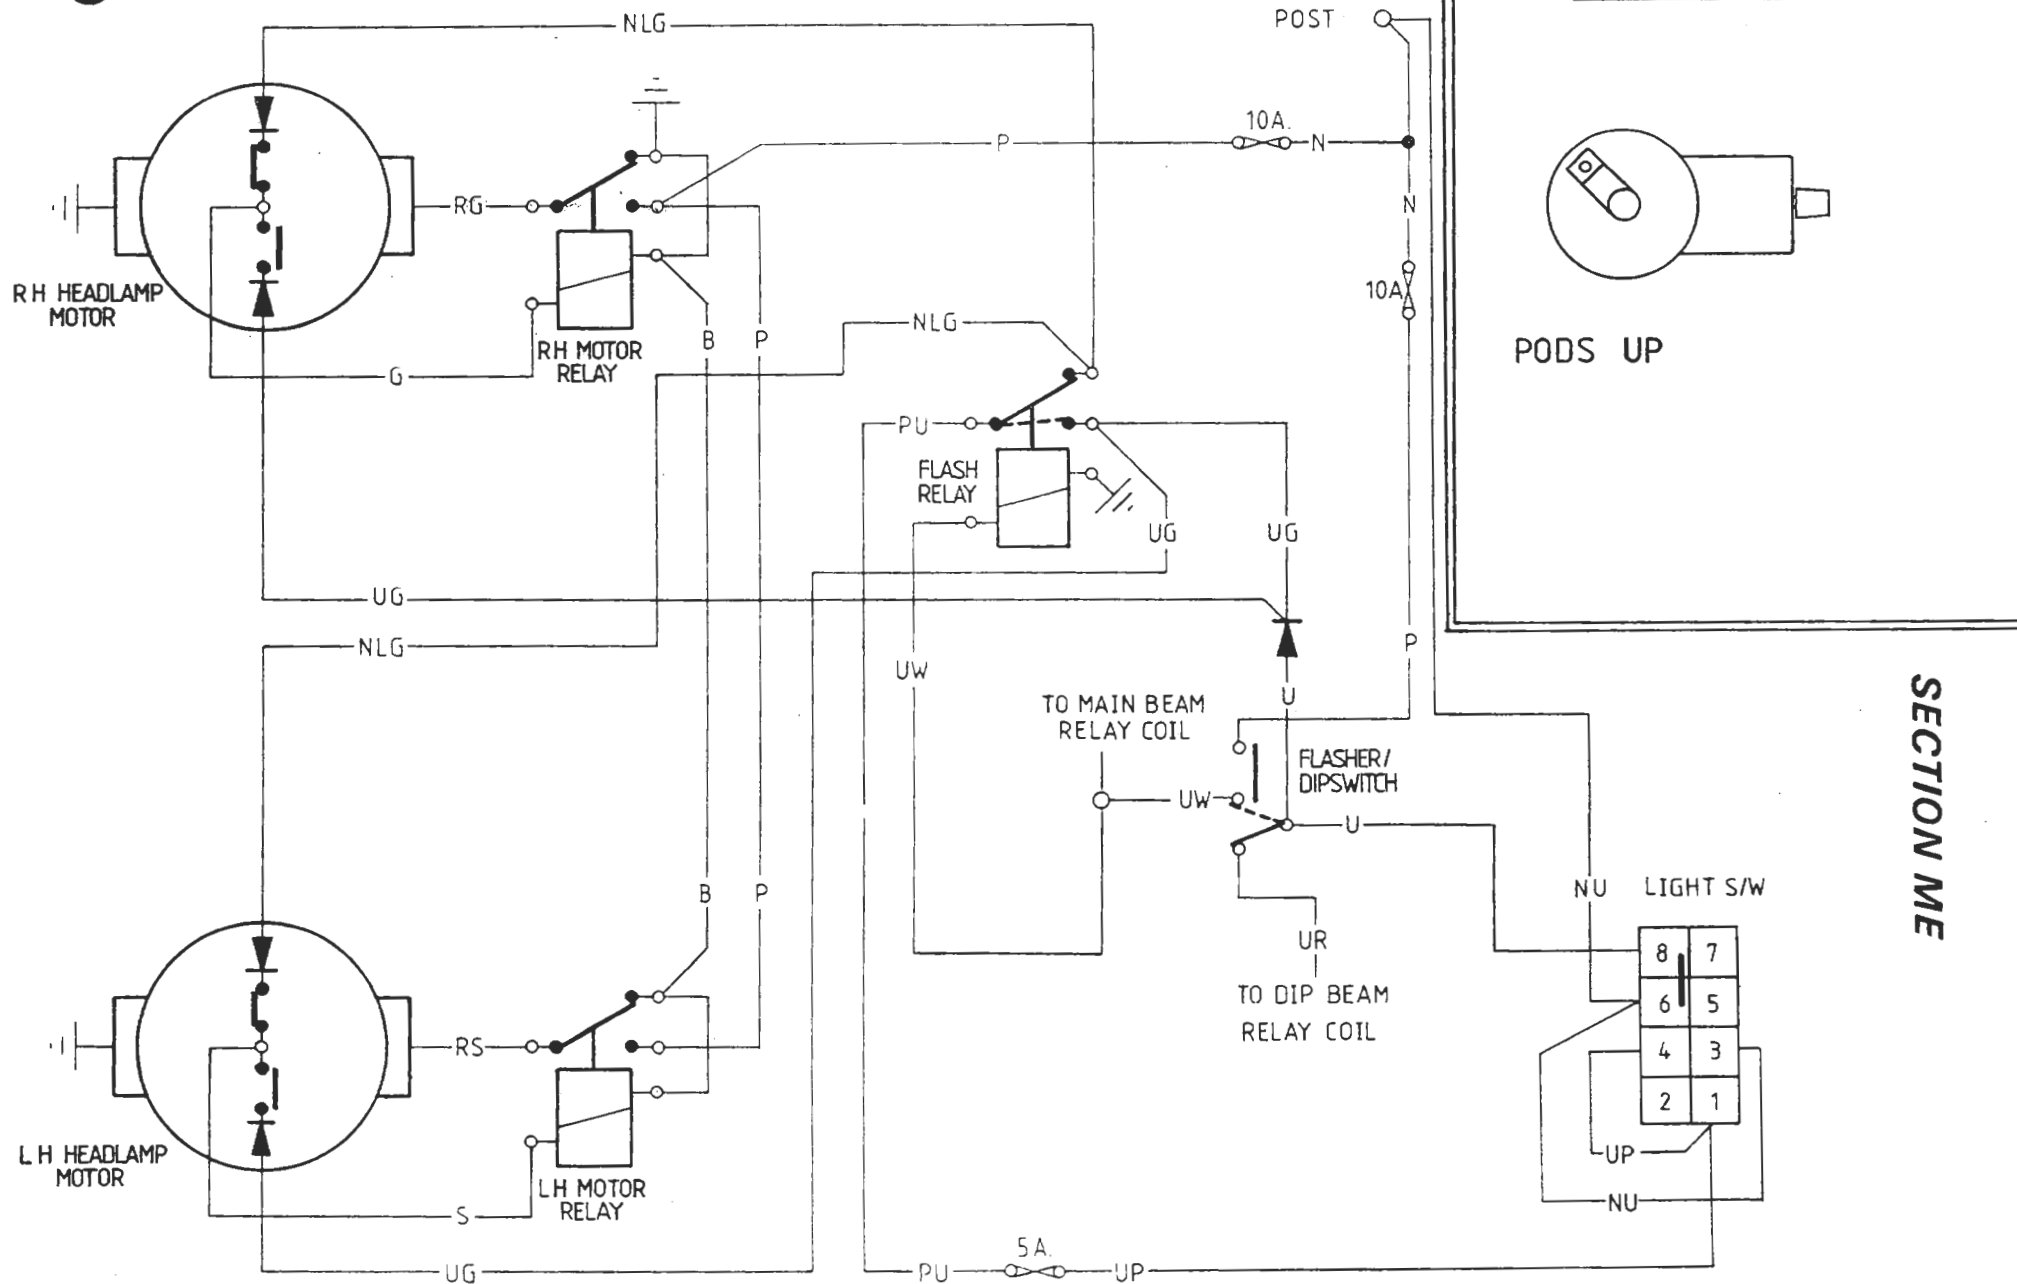 NLG
POST
10A.
P
N
RG
N
10A
RH HEADLAMP
MOTOR
NLG
B
P
RH MOTOR
RELAY
PODS UP
G
PU
FLASH
RELAY
UG
UG
UG
NLG
P
UW
U
TO MAIN BEAM
RELAY COIL
FLASHER/
DIPSWITCH
UW
U
SECTION ME
B
P
NU
LIGHT S/W
UR
8 7
TO DIP BEAM
RELAY COIL
6 5
RS
4 3
2 1
LH HEADLAMP
MOTOR
UP
LH MOTOR
RELAY
NU
S
5A.
UG
PU
UP